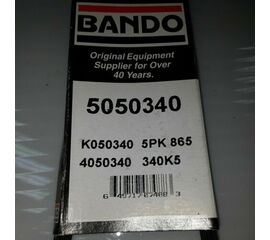 BANDO
Original Equipment
Supplier for Over
40 Years.
5050340
K050340 5PK 865
4050340 340K5